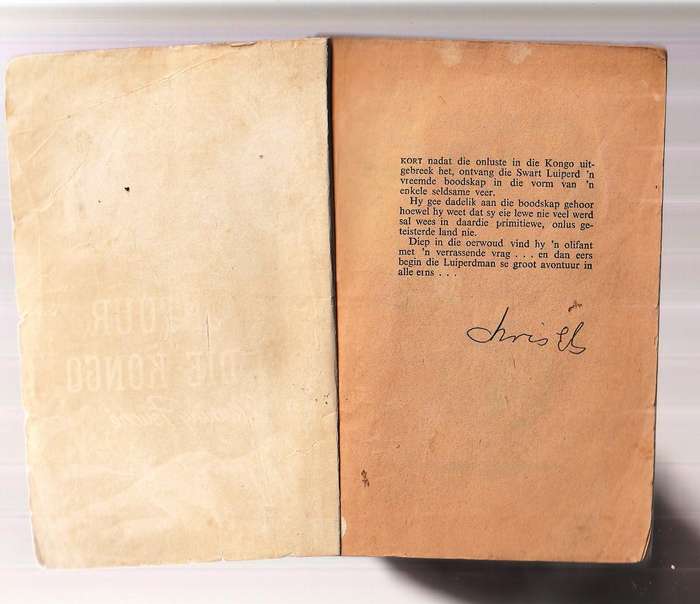 OUR
DIE KONGO
KORT nadat die onluste in die Kongo uit-
gebreek het, ontvang die Swart Luiperd 'n
vreemde boodskap in die vorm van 'n
enkele seldsame veer.
Hy gee dadelik aan die boodskap gehoor
hoewel hy weet dat sy eie lewe nie veel werd
sal wees in daardie primitiewe, onlus ge-
teisterde land nie.
Diep in die oerwoud vind hy 'n olifant
met 'n verrassende vrag . . . en dan eers
begin die Luiperdman se groot avontuur in
alle erns . . .